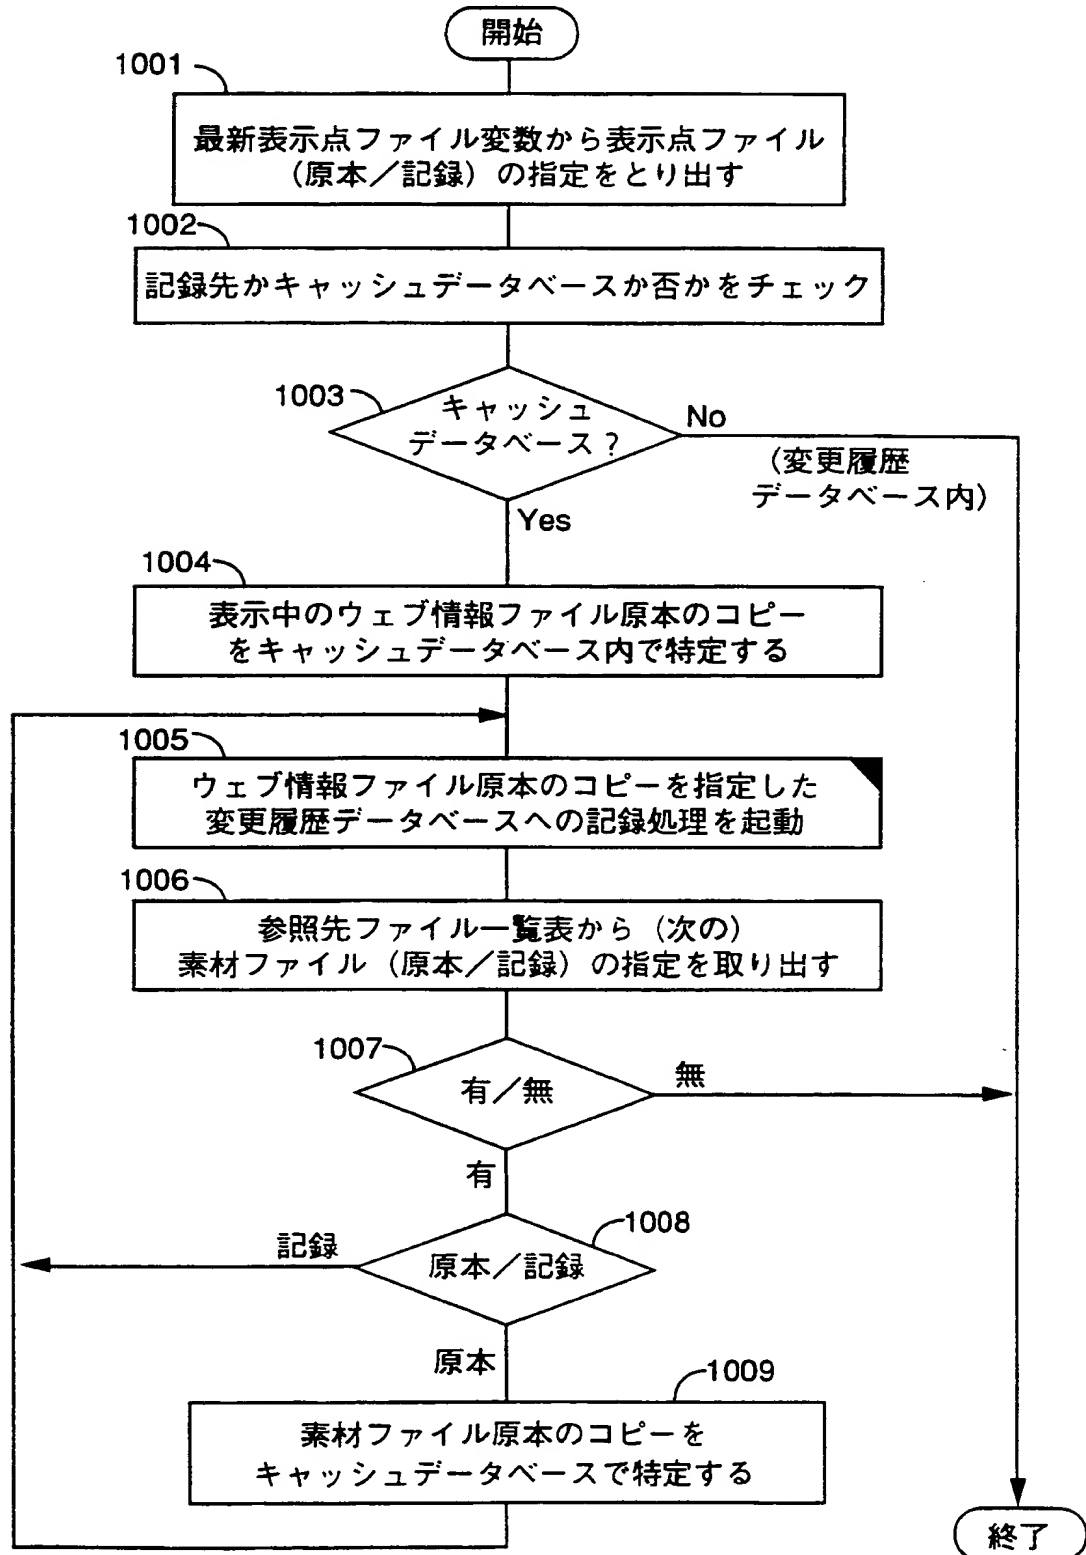 開始
1001
最新表示点ファイル変数から表示点ファイル
(原本／記録) の指定をとり出す
1002
記録先かキャッシュデータベースか否かをチェック
1003
キャッシュ
データベース？
No
(変更履歴
データベース内)
Yes
1004
表示中のウェブ情報ファイル原本のコピー
をキャッシュデータベース内で特定する
1005
ウェブ情報ファイル原本のコピーを指定した
変更履歴データベースへの記録処理を起動
1006
参照先ファイル一覧表から (次の)
素材ファイル (原本／記録) の指定を取り出す
1007
有／無
無
有
1008
記録
原本／記録
原本
1009
素材ファイル原本のコピーを
キャッシュデータベースで特定する
終了